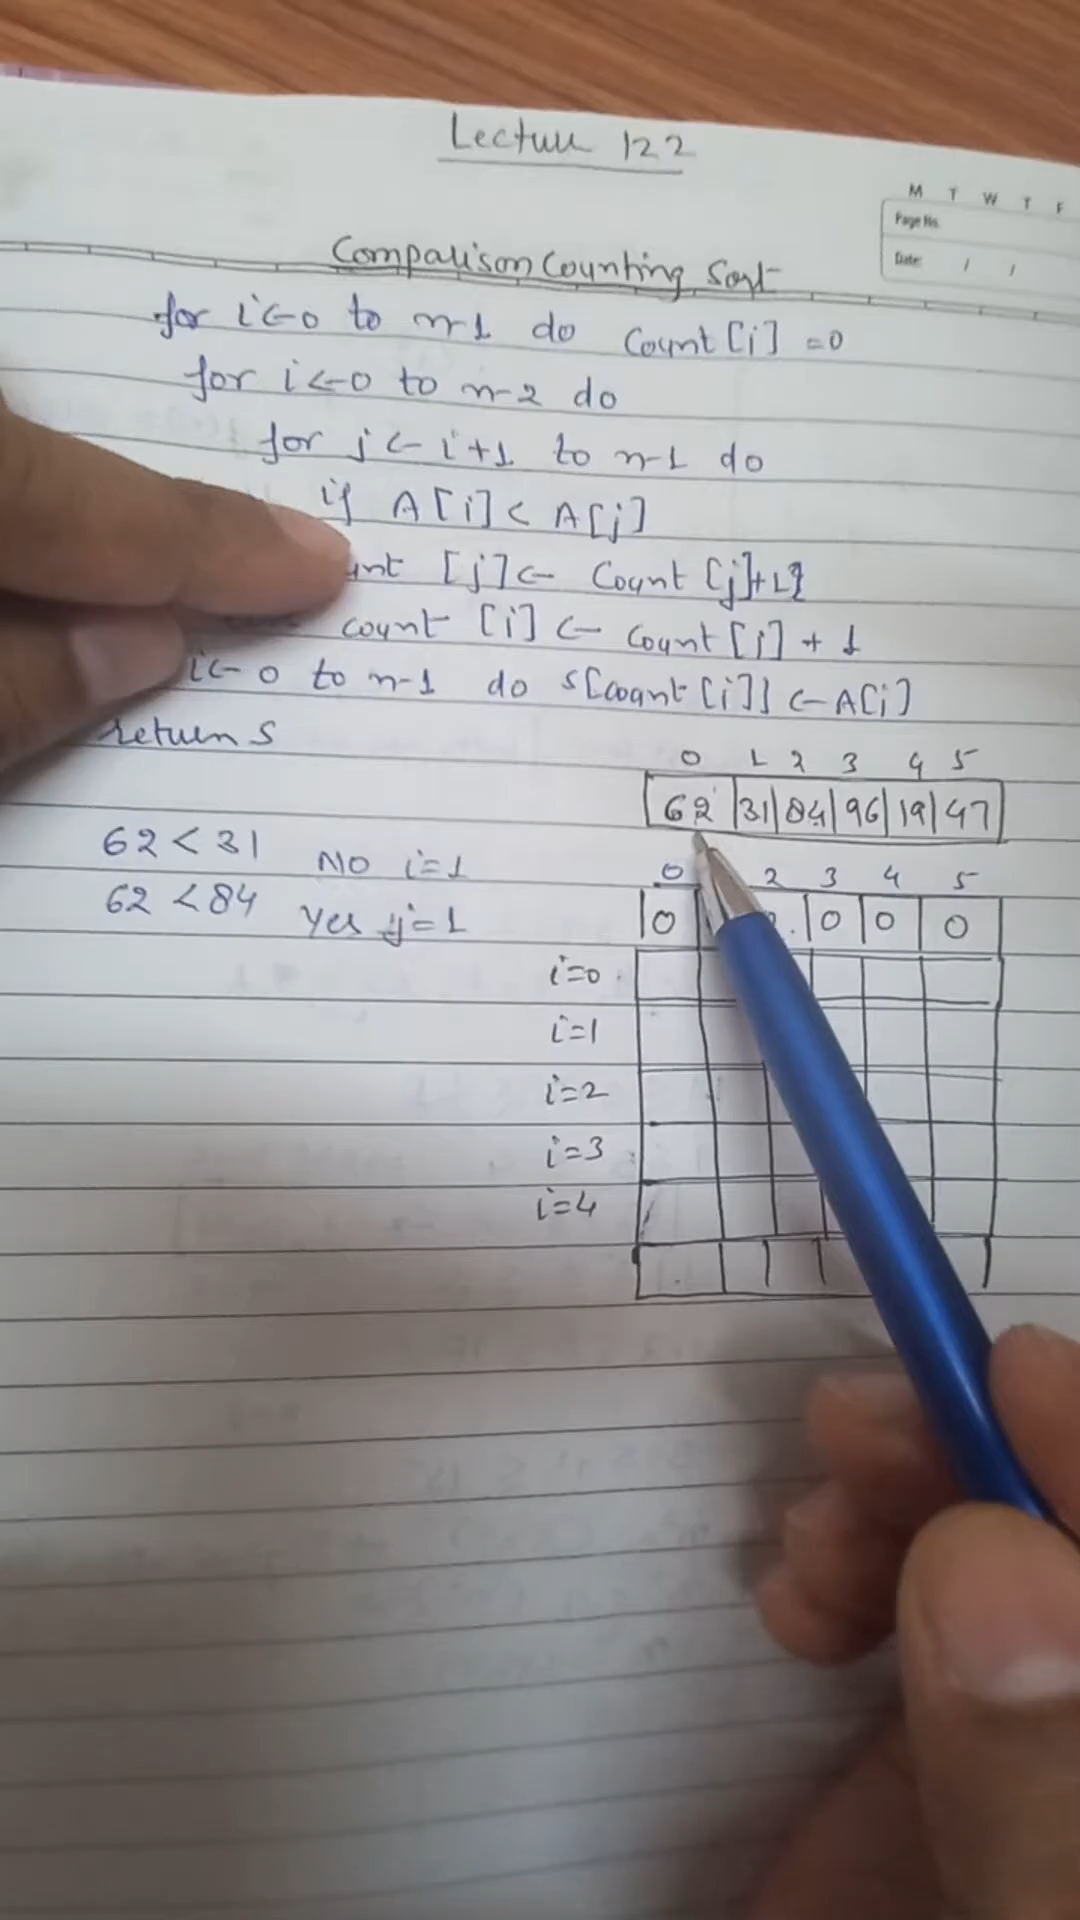 Lecture 122
M T W T F
Page No.
Date: / /
Comparison Counting Sort
for i<-0 to n-1 do Count[i] =0
for i<-0 to n-2 do
for j<- i+1 to n-1 do
if A[i]< A[j]
unt [j]<- Count [j]+1
count [i] <- count[i] + 1
i<- 0 to n-1 do S[count[i]] <-A[i]
return S
0 1 2 3 4 5
62 31 84 96 19 47
62 < 31 NO i=1
0 2 3 4 5
62 < 84 Yes j=1
0 0 0 0
i=0
i=1
i=2
i=3
i=4